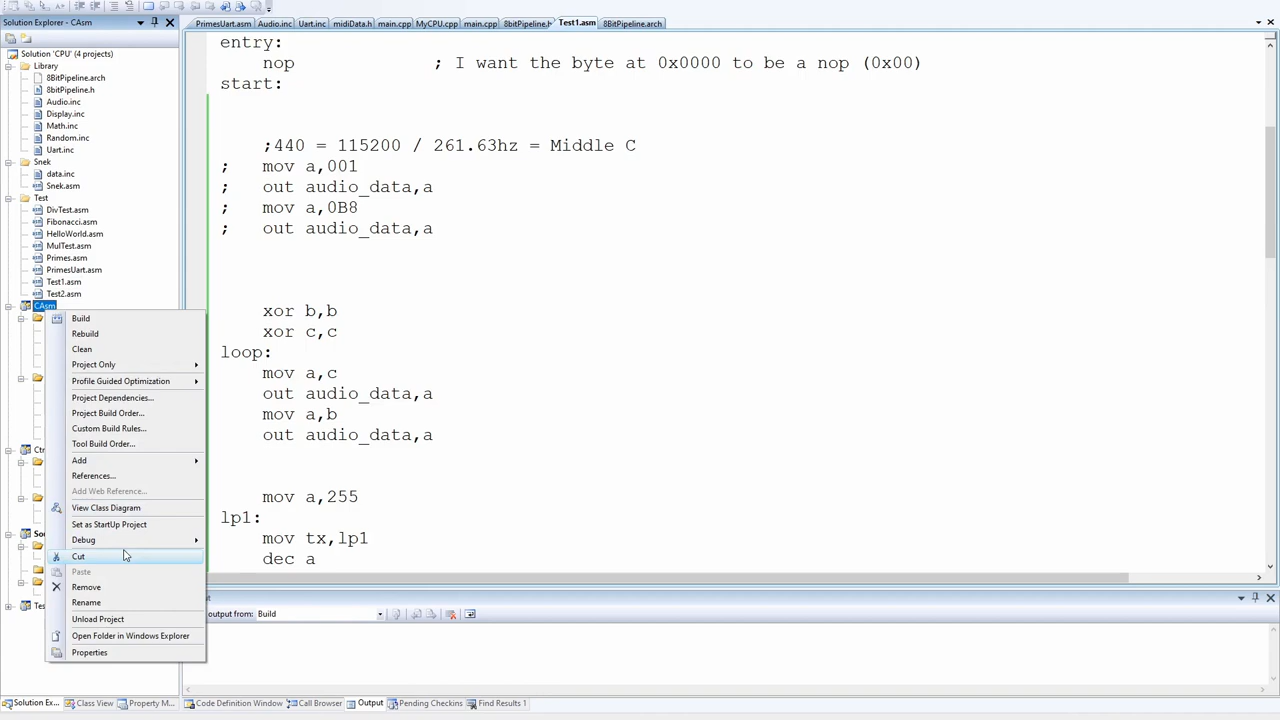 Solution Explorer - CAsm
PrimesUart.asm Audio.inc Uart.inc midiData.h main.cpp MyCPU.cpp main.cpp 8bitPipeline.h Test1.asm 8BitPipeline.arch
Solution 'CPU' (4 projects)
Library
8BitPipeline.arch
8bitPipeline.h
Audio.inc
Display.inc
Math.inc
Random.inc
Uart.inc
Snek
data.inc
Snek.asm
Test
DivTest.asm
Fibonacci.asm
HelloWorld.asm
MulTest.asm
Primes.asm
PrimesUart.asm
Test1.asm
Test2.asm
CAsm
Ctr
So
Te
Build
Rebuild
Clean
Project Only
Profile Guided Optimization
Project Dependencies...
Project Build Order...
Custom Build Rules...
Tool Build Order...
Add
References...
Add Web Reference...
View Class Diagram
Set as StartUp Project
Debug
Cut
Paste
Remove
Rename
Unload Project
Open Folder in Windows Explorer
Properties
entry:
nop ; I want the byte at 0x0000 to be a nop (0x00)
start:
;440 = 115200 / 261.63hz = Middle C
; mov a,001
; out audio_data,a
; mov a,0B8
; out audio_data,a
xor b,b
xor c,c
loop:
mov a,c
out audio_data,a
mov a,b
out audio_data,a
mov a,255
lp1:
mov tx,lp1
dec a
output from: Build
Solution Ex... Class View Property M... Code Definition Window Call Browser Output Pending Checkins Find Results 1